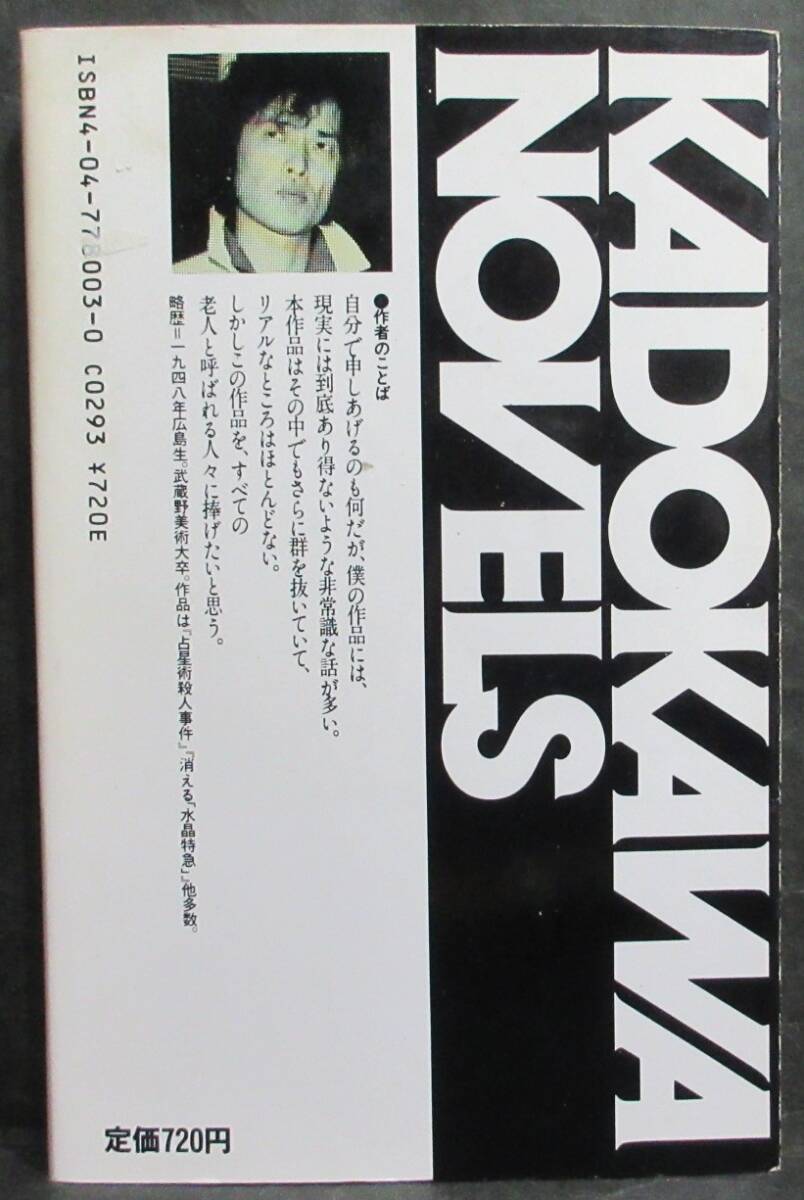 KADOKAWA
NOVELS
●作者のことば
自分で申しあげるのも何だが、僕の作品には、
現実には到底あり得ないような非常識な話が多い。
本作品はその中でもさらに群を抜いていて、
リアルなところはほとんどない。
しかしこの作品を、すべての
老人と呼ばれる人々に捧げたいと思う。
略歴=一九四八年広島生。武蔵野美術大卒。作品は『占星術殺人事件』『消える「水晶特急」』他多数。
ISBN4-04-778003-0 C0293 ¥720E
定価720円